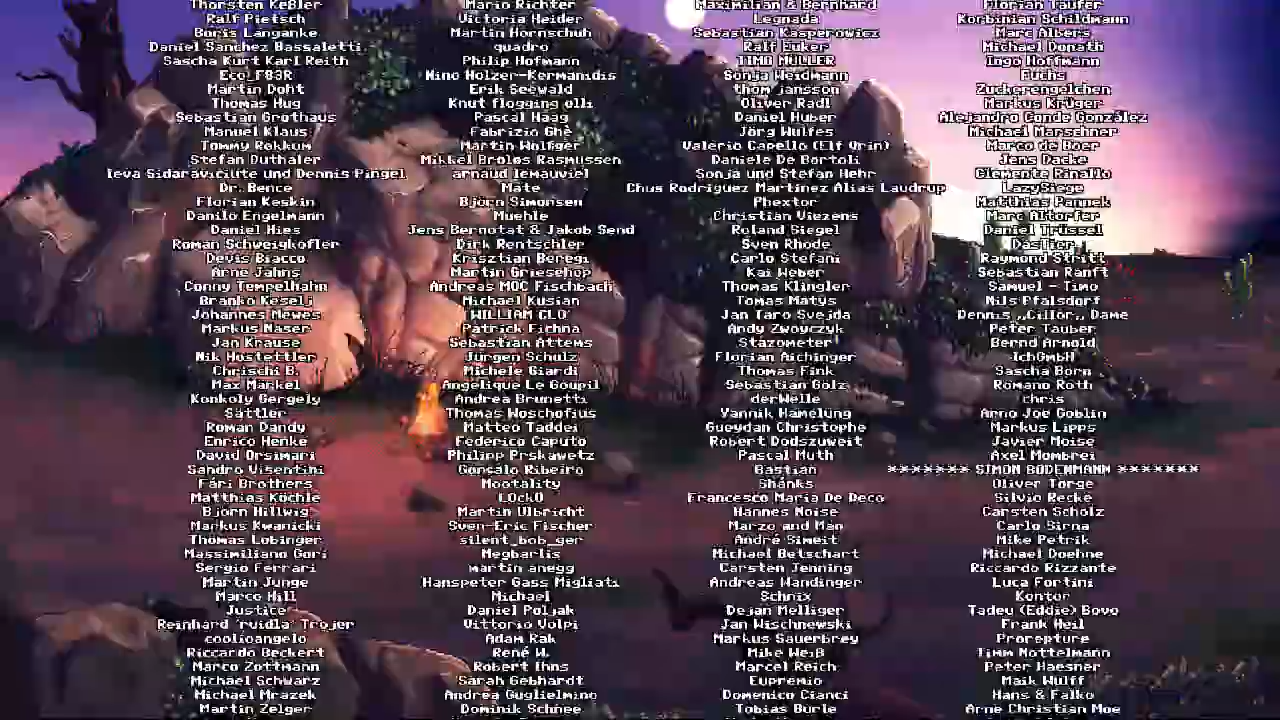 Thorsten Keßler
Ralf Pietsch
Boris Langanke
Daniel Sanchez Bassaletti
Sascha Kurt Karl Reith
Eco_F83R
Martin Doht
Thomas Hug
Sebastian Grothaus
Manuel Klaus
Tommy Rekkum
Stefan Duthaler
Ieva Sidaraviciute und Dennis Pingel
Dr. Bence
Florian Keskin
Danilo Engelmann
Daniel Hies
Roman Schweigkofler
Devis Biacco
Arne Jahns
Conny Tempelhahn
Branko Keselj
Johannes Mewes
Markus Naser
Jan Krause
Nik Hostettler
Chrischi B.
Max Mankel
Konkoly Gergely
Sättler
Roman Dandy
Enrico Henke
David Orsimari
Sandro Visentini
Fári Brothers
Matthias Köchle
Björn Hillwig
Markus Kwanicki
Thomas Lobinger
Massimiliano Gori
Sergio Ferrari
Martin Junge
Marco Hill
Justice
Reinhard 'ruidla' Trojer
coolioangelo
Riccardo Beckert
Marco Zottmann
Michael Schwarz
Michael Mrazek
Martin Zelger
Mario Richter
Victoria Heider
Martin Hornschuh
quadro
Philip Hofmann
Nino Holzer-Kermanidis
Erik Seewald
Knut flogging olli
Pascal Haag
Fabrizio Ghè
Martin Wolfiger
Mikkel Broløs Rasmussen
arnaud lemauviel
Mate
Björn Simonsen
Muehle
Jens Bernotat & Jakob Send
Dirk Rentschler
Krisztian Beregi
Martin Griesehop
Andreas MOC Fischbach
Michael Kusian
'WILLIAM GLO'
Patrick Fichna
Sebastian Attems
Jürgen Schulz
Michele Giardi
Angelique Le Goupil
Andrea Brunetti
Thomas Woschofius
Matteo Taddei
Federico Caputo
Philipp Prskawetz
Gonsalo Ribeiro
Mootality
L0ck0
Martin Ulbricht
Sven-Eric Fischer
silent_bob_ger
Megbarlis
martin anegg
Hanspeter Gass Migliati
Michael
Daniel Poljak
Vittorio Volpi
Adam Rak
René W.
Robert Ihns
Sarah Gebhardt
Andrea Guglielmino
Dominik Schnee
Maximilian & Bernhard
Legnada
Sebastian Kasperowicz
Ralf Euker
TIMO MÜLLER
Sonja Weidmann
thom jansson
Oliver Radl
Daniel Huber
Jörg Wulfes
Valerio Capello (Elf Qrin)
Daniele De Bortoli
Sonja und Stefan Hehr
Chus Rodriguez Martinez Alias Laudrup
Phextor
Christian Viezens
Roland Siegel
Sven Rhode
Carlo Stefani
Kai Weber
Thomas Klingler
Tomas Matys
Jan Taro Svejda
Andy Zwoyczyk
Stazometer
Florian Aichinger
Thomas Fink
Sebastian Golz
derWelle
Yannik Hamelung
Gueydan Christophe
Robert Dodszuweit
Pascal Muth
Bastian
Shanks
Francesco Maria De Deco
Hannes Noise
Marzo and Man
André Simeit
Michael Betschart
Carsten Jenning
Andreas Wandinger
Schnix
Dejan Melliger
Jan Wischnewski
Markus Sauerbrey
Mike Weiß
Marcel Reich
Eupremio
Domenico Cianci
Tobias Bürle
Florian Taufer
Korbinian Schildmann
Marc Albers
Michael Donath
Ingo Hoffmann
Fuchs
Zuckerengelchen
Markus Krüger
Alejandro Conde González
Michael Marschner
Marco de Boer
Jens Dacke
Clemente Rinallo
LazySiege
Matthias Pannek
Marc Altorfer
Daniel Trüssel
DasTier
Raymond Stritt
Sebastian Ranft
Samuel - Timo
Nils Pfalsdorf
Dennis „Cillor„ Dame
Peter Tauber
Bernd Arnold
IchGmbH
Sascha Born
Romano Roth
chris
Arno Joe Goblin
Markus Lipps
Javier Moise
Axel Mombrei
******* SIMON BODENMANN *******
Oliver Torge
Silvio Recke
Carsten Scholz
Carlo Sirna
Mike Petrik
Michael Doehne
Riccardo Rizzante
Luca Fortini
Kontor
Tadey (Eddie) Bovo
Frank Heil
Prorepture
Timm Nottelmann
Peter Haesner
Maik Wulff
Hans & Falko
Arne Christian Moe